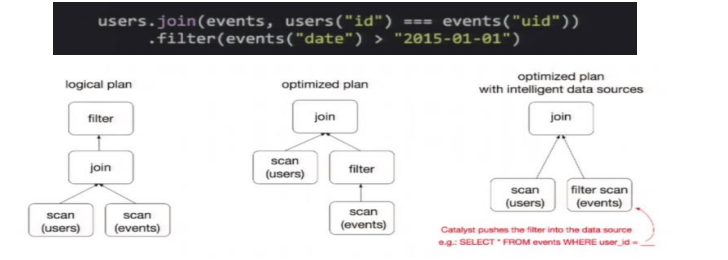 users.join(events, users("id") === events("uid"))
.filter(events("date") > "2015-01-01")
logical plan
filter
join
scan
(users)
scan
(events)
optimized plan
join
scan
(users)
filter
scan
(events)
optimized plan
with intelligent data sources
join
scan
(users)
filter scan
(events)
Catalyst pushes the filter into the data source
e.g.: SELECT * FROM events WHERE user_id = ___